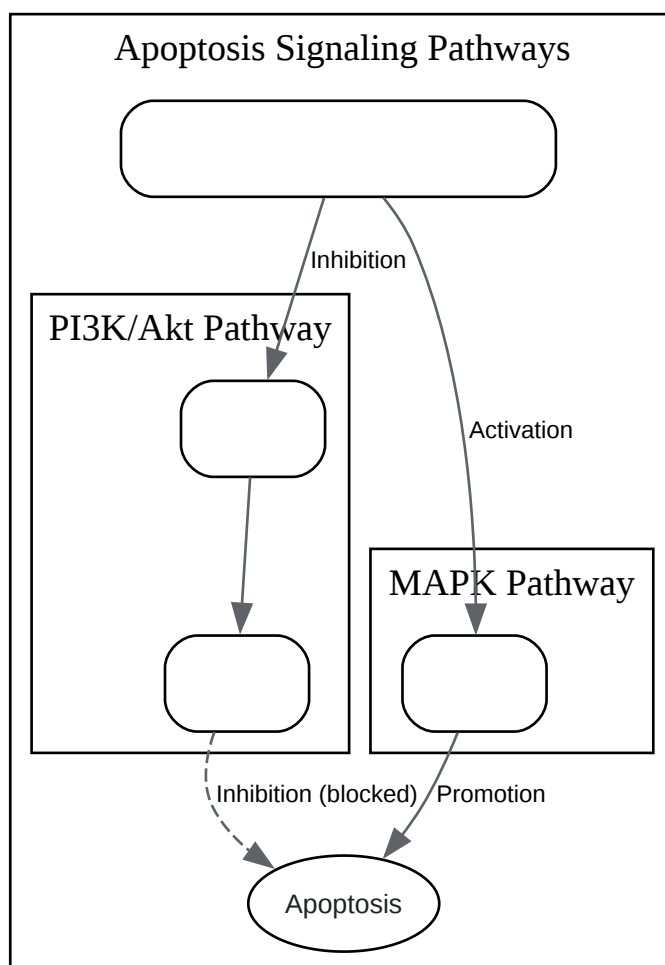 Apoptosis Signaling Pathways
Inhibition
PI3K/Akt Pathway
Activation
MAPK Pathway
Inhibition (blocked)
Promotion
Apoptosis